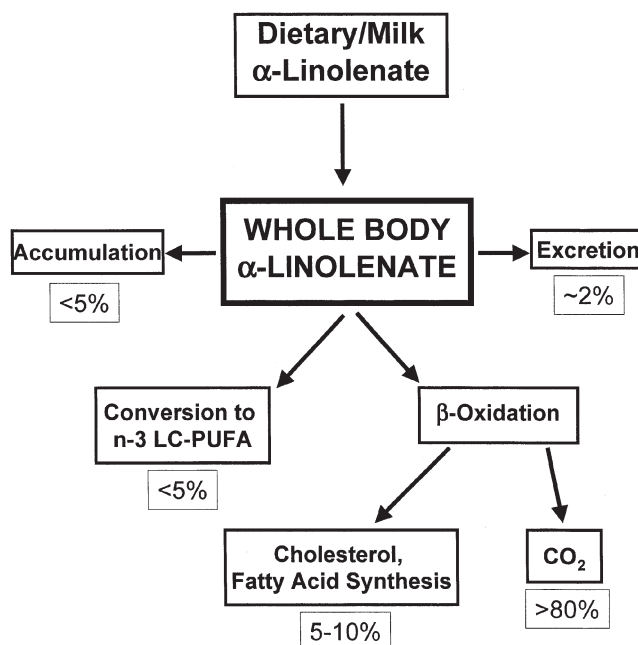 Dietary/Milk
α-Linolenate
WHOLE BODY
α-LINOLENATE
Accumulation
<5%
Excretion
~2%
Conversion to
n-3 LC-PUFA
<5%
β-Oxidation
Cholesterol,
Fatty Acid Synthesis
5-10%
CO₂
>80%